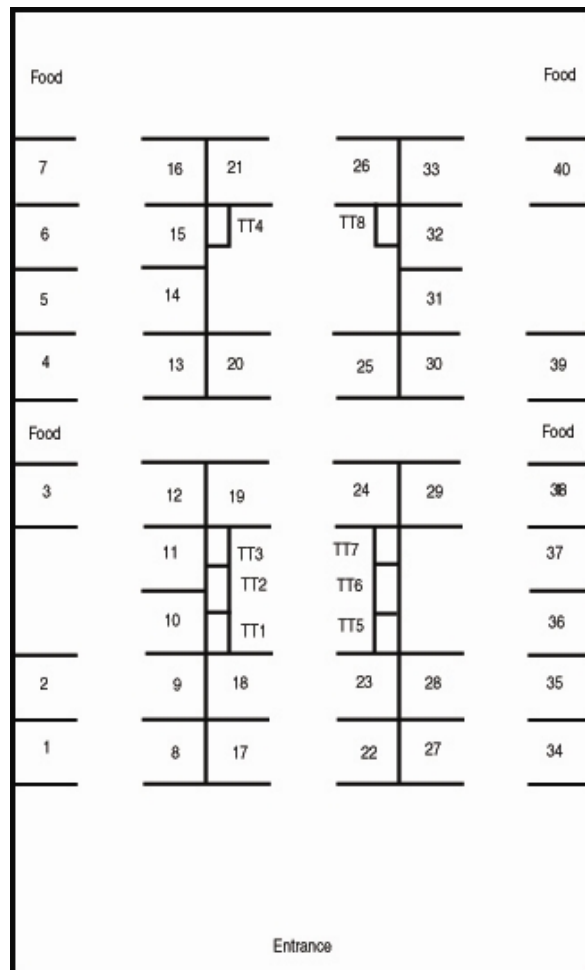 Food Food
7 16 21 26 33 40
6 15 TT4 TT8 32
5 14 31
4 13 20 25 30 39
Food Food
3 12 19 24 29 38
11 TT3 TT7 37
TT2 TT6
10 TT1 TT5 36
2 9 18 23 28 35
1 8 17 22 27 34
Entrance